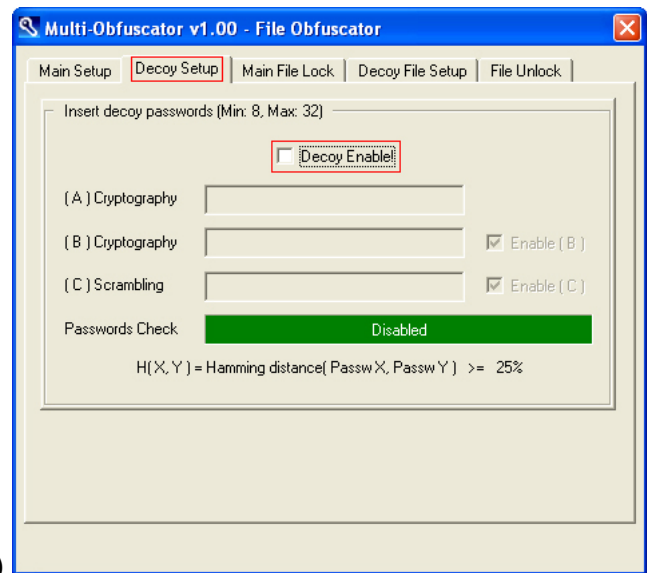 Multi-Obfuscator v1.00 - File Obfuscator
Main Setup Decoy Setup Main File Lock Decoy File Setup File Unlock
Insert decoy passwords (Min: 8, Max: 32)
Decoy Enable!
( A ) Cryptography
( B ) Cryptography Enable ( B )
( C ) Scrambling Enable ( C )
Passwords Check Disabled
H( X, Y ) = Hamming distance( Passw X, Passw Y ) >= 25%
)